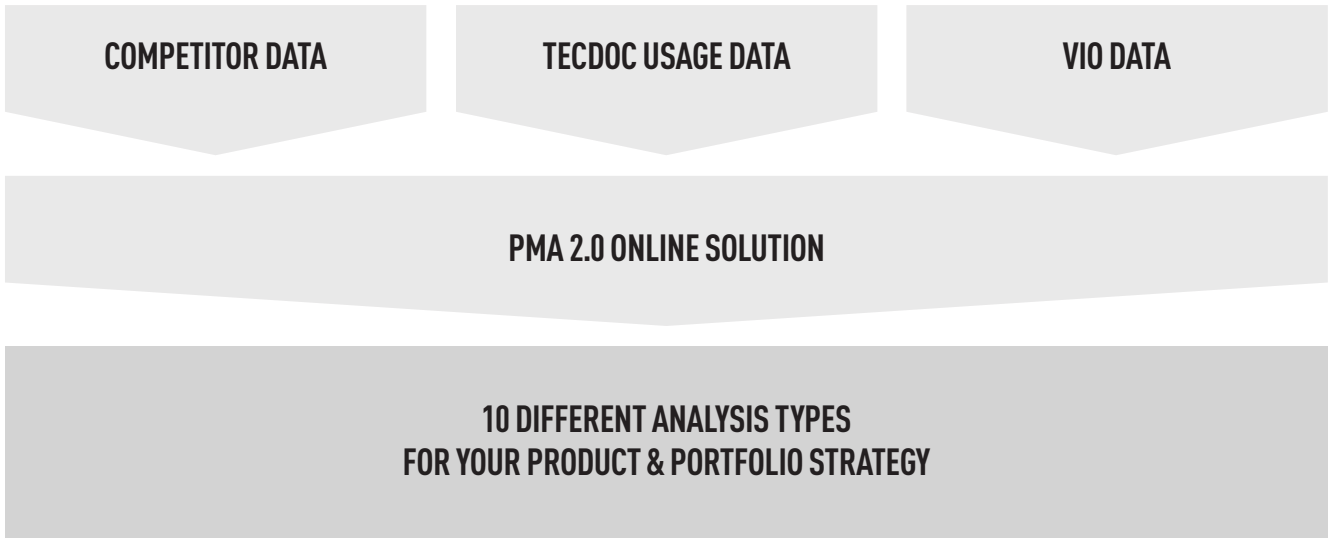 COMPETITOR DATA
TECDOC USAGE DATA
VIO DATA
PMA 2.0 ONLINE SOLUTION
10 DIFFERENT ANALYSIS TYPES
FOR YOUR PRODUCT & PORTFOLIO STRATEGY